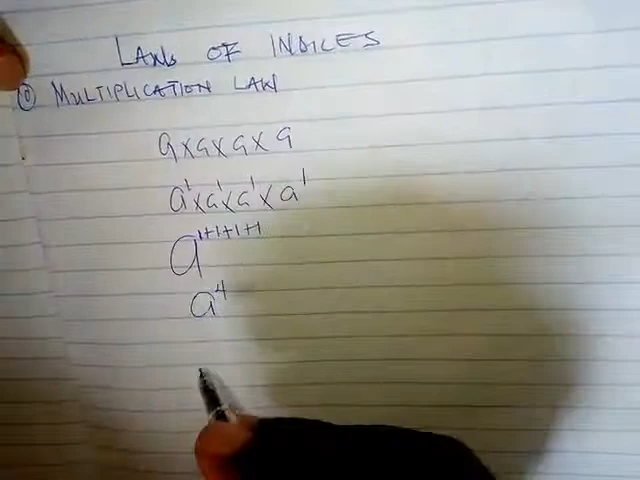 LAWS OF INDICES
① MULTIPLICATION LAW
a×a×a×a
a¹×a¹×a¹×a¹
a¹⁺¹⁺¹⁺¹
a⁴